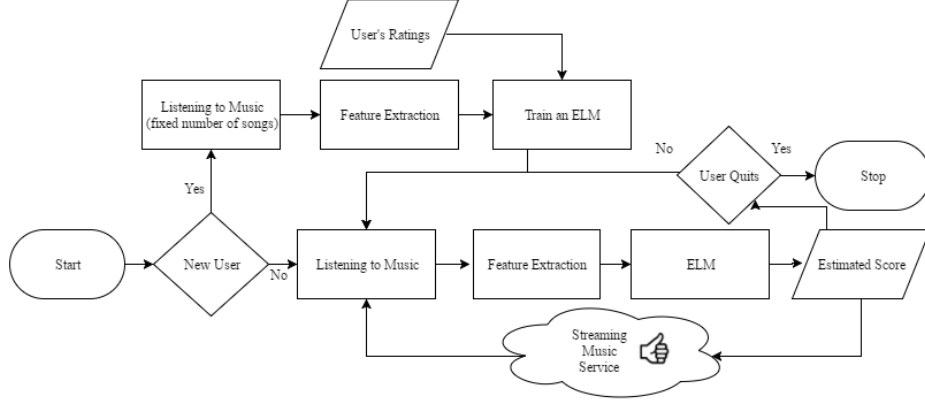 User's Ratings
Listening to Music
(fixed number of songs)
Feature Extraction
Train an ELM
No
Yes
User Quits
Stop
Yes
Start
New User
No
Listening to Music
Feature Extraction
ELM
Estimated Score
Streaming
Music
Service